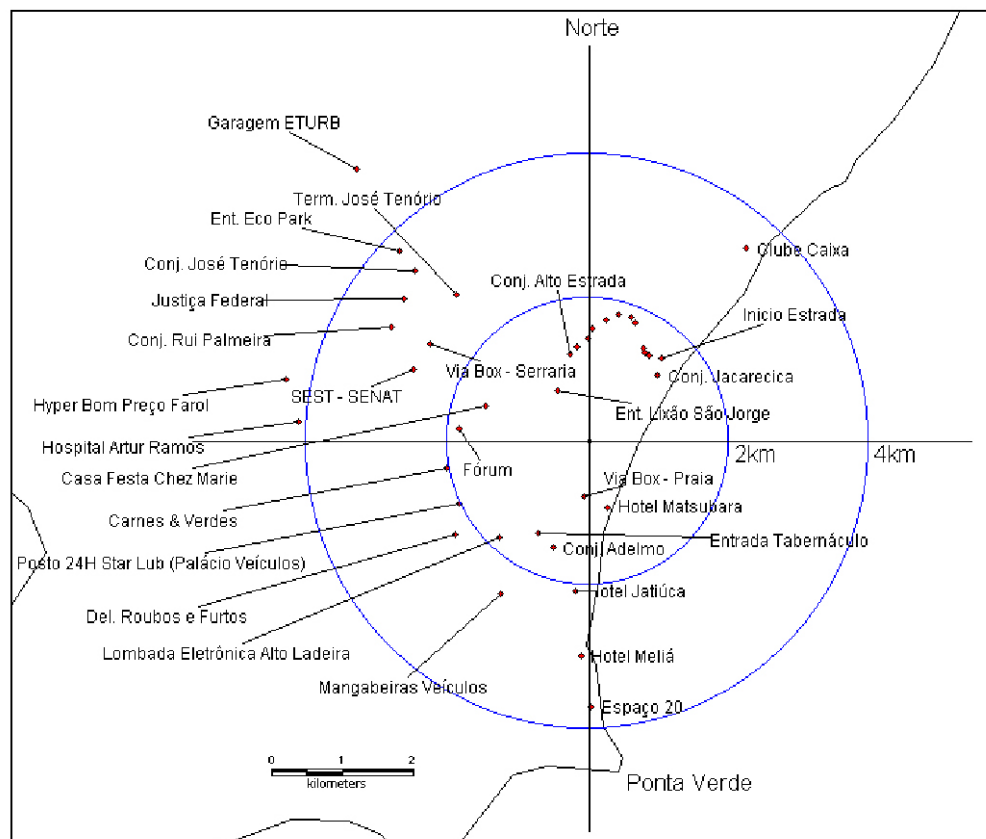 Norte
Garagem ETURB
Term. José Tenório
Ent. Eco Park
Clube Caixa
Conj. José Tenório
Conj. Alto Estrada
Justiça Federal
Inicio Estrada
Conj. Rui Palmeira
Via Box - Serraria
SEST - SENAT
Conj. Jacarecica
Hyper Bom Preço Farol
Ent. Lixão São Jorge
Hospital Artur Ramos
2km
4km
Casa Festa Chez Marie
Fórum
Via Box - Praia
Hotel Matsubara
Carnes & Verdes
Entrada Tabernáculo
Conj. Adelmo
Posto 24H Star Lub (Palácio Veículos)
Hotel Jatiúca
Del. Roubos e Furtos
Lombada Eletrônica Alto Ladeira
Hotel Meliá
Mangabeiras Veículos
Espaço 20
0 1 2
kilometers
Ponta Verde